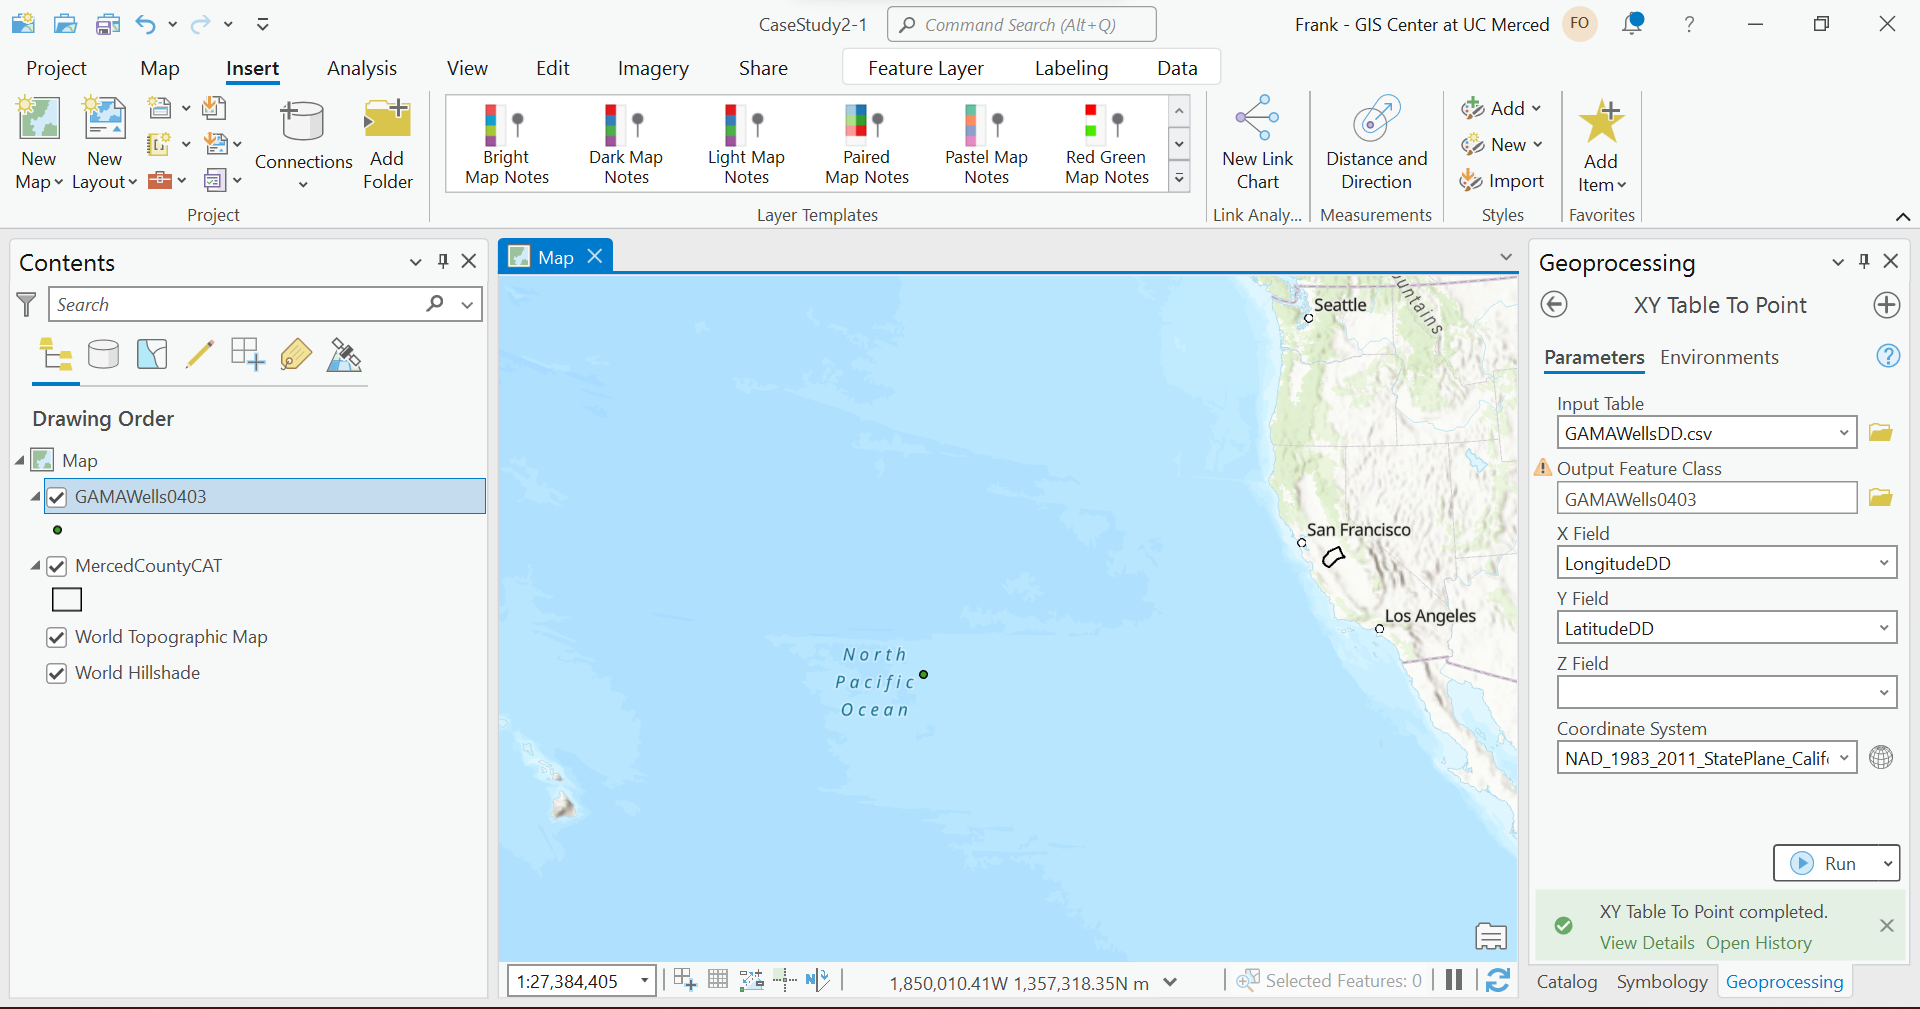 CaseStudy2-1
Command Search (Alt+Q)
Frank - GIS Center at UC Merced
FO
?
Project
Map
Insert
Analysis
View
Edit
Imagery
Share
Feature Layer
Labeling
Data
New
Map
New
Layout
Connections
Add
Folder
Project
Bright
Map Notes
Dark Map
Notes
Light Map
Notes
Paired
Map Notes
Pastel Map
Notes
Red Green
Map Notes
Layer Templates
New Link
Chart
Link Analy...
Distance and
Direction
Measurements
Add
New
Import
Styles
Add
Item
Favorites
Contents
Search
Drawing Order
Map
GAMAWells0403
MercedCountyCAT
World Topographic Map
World Hillshade
Map
Seattle
untains
San Francisco
Los Angeles
North
Pacific
Ocean
1:27,384,405
N
1,850,010.41W 1,357,318.35N m
Selected Features: 0
Geoprocessing
XY Table To Point
Parameters
Environments
?
Input Table
GAMAWellsDD.csv
Output Feature Class
GAMAWells0403
X Field
LongitudeDD
Y Field
LatitudeDD
Z Field
Coordinate System
NAD_1983_2011_StatePlane_Calif
Run
XY Table To Point completed.
View Details Open History
Catalog
Symbology
Geoprocessing